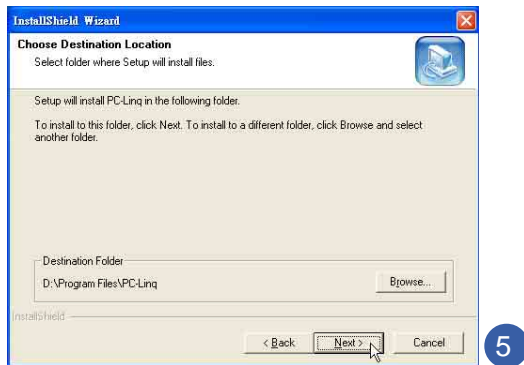 InstallShield Wizard
Choose Destination Location
Select folder where Setup will install files.
Setup will install PC-Linq in the following folder.
To install to this folder, click Next. To install to a different folder, click Browse and select
another folder.
Destination Folder
D:\Program Files\PC-Linq
Browse...
InstallShield
< Back
Next >
Cancel
5